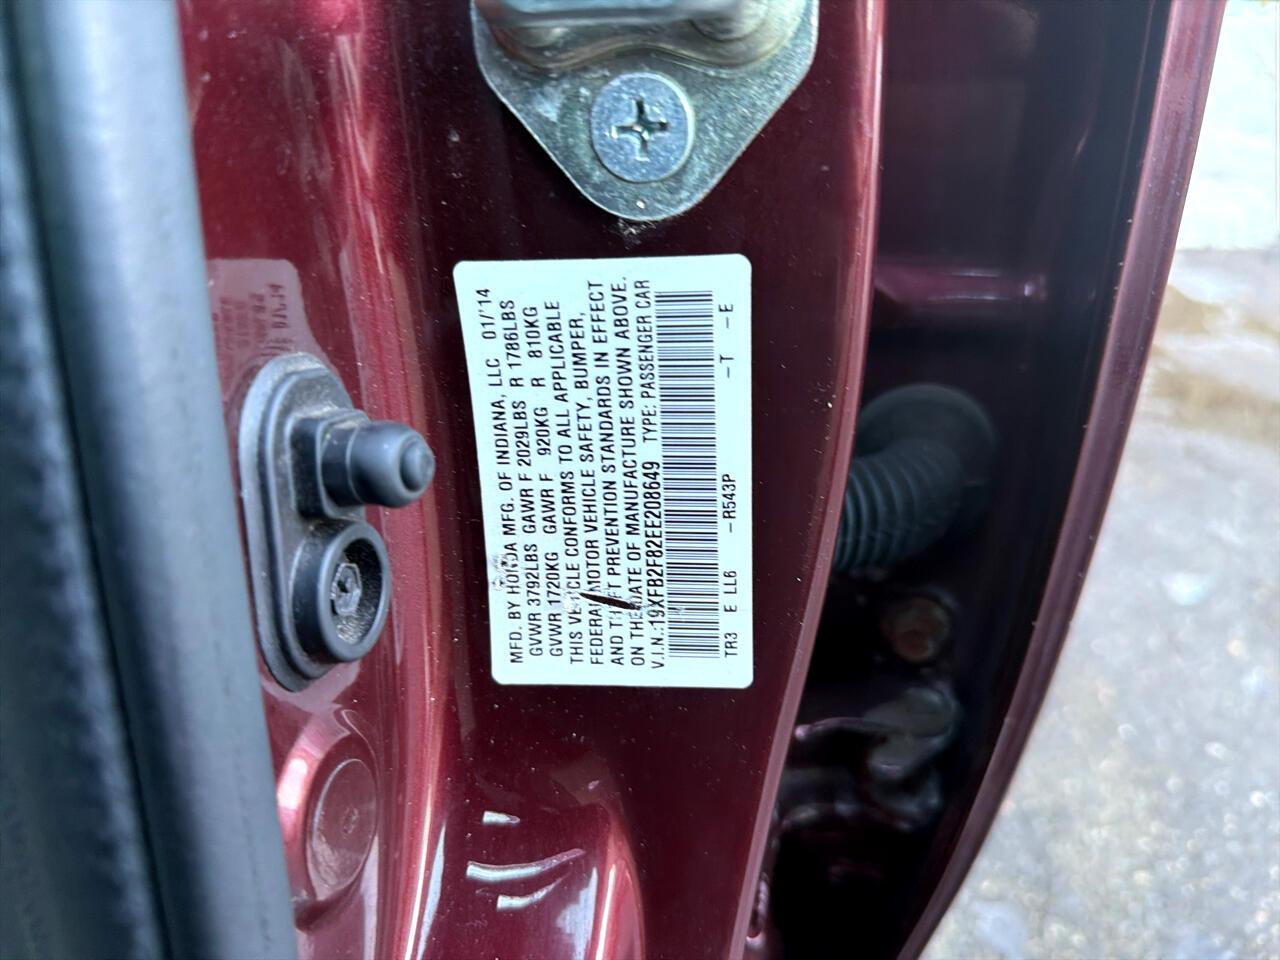 MFD. BY HONDA MFG. OF INDIANA, LLC 01/'14
GVWR 3792LBS GAWR F 2029LBS R 1786LBS
GVWR 1720KG GAWR F 920KG R 810KG
THIS VEHICLE CONFORMS TO ALL APPLICABLE
FEDERAL MOTOR VEHICLE SAFETY, BUMPER,
AND THEFT PREVENTION STANDARDS IN EFFECT
ON THE DATE OF MANUFACTURE SHOWN ABOVE.
V.I.N.:19XFB2F82EE208649 TYPE: PASSENGER CAR
TR3 E LL6 –R543P –T –E